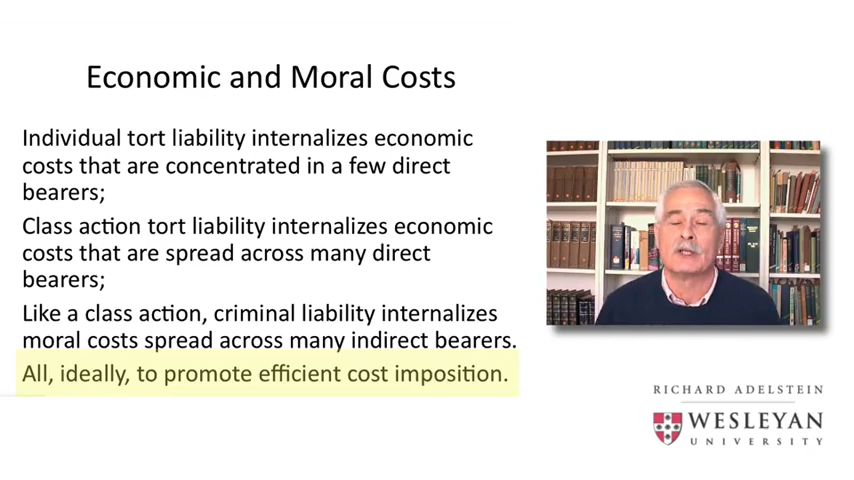 Economic and Moral Costs
Individual tort liability internalizes economic
costs that are concentrated in a few direct
bearers;
Class action tort liability internalizes economic
costs that are spread across many direct
bearers;
Like a class action, criminal liability internalizes
moral costs spread across many indirect bearers.
All, ideally, to promote efficient cost imposition.
RICHARD ADELSTEIN
WESLEYAN
UNIVERSITY